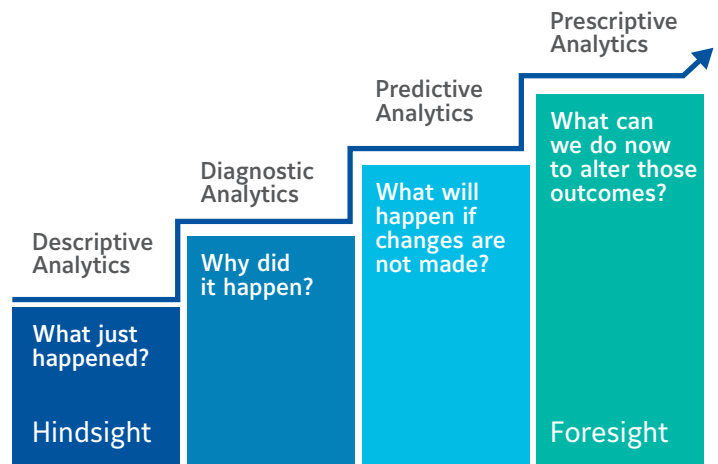 Descriptive
Analytics
What just
happened?
Hindsight
Diagnostic
Analytics
Why did
it happen?
Predictive
Analytics
What will
happen if
changes are
not made?
Prescriptive
Analytics
What can
we do now
to alter those
outcomes?
Foresight